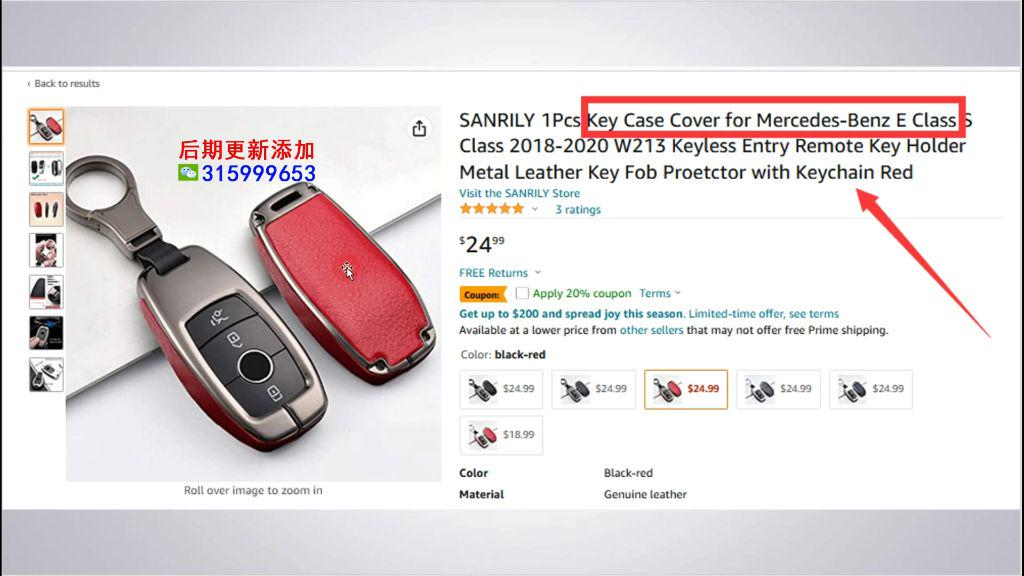 ‹ Back to results
后期更新添加
315999653
SANRILY 1Pcs Key Case Cover for Mercedes-Benz E Class S
Class 2018-2020 W213 Keyless Entry Remote Key Holder
Metal Leather Key Fob Proetctor with Keychain Red
Visit the SANRILY Store
3 ratings
$2499
FREE Returns
Coupon: Apply 20% coupon Terms
Get up to $200 and spread joy this season. Limited-time offer, see terms
Available at a lower price from other sellers that may not offer free Prime shipping.
Color: black-red
$24.99 $24.99 $24.99 $24.99 $24.99
$18.99
Color Black-red
Material Genuine leather
Roll over image to zoom in